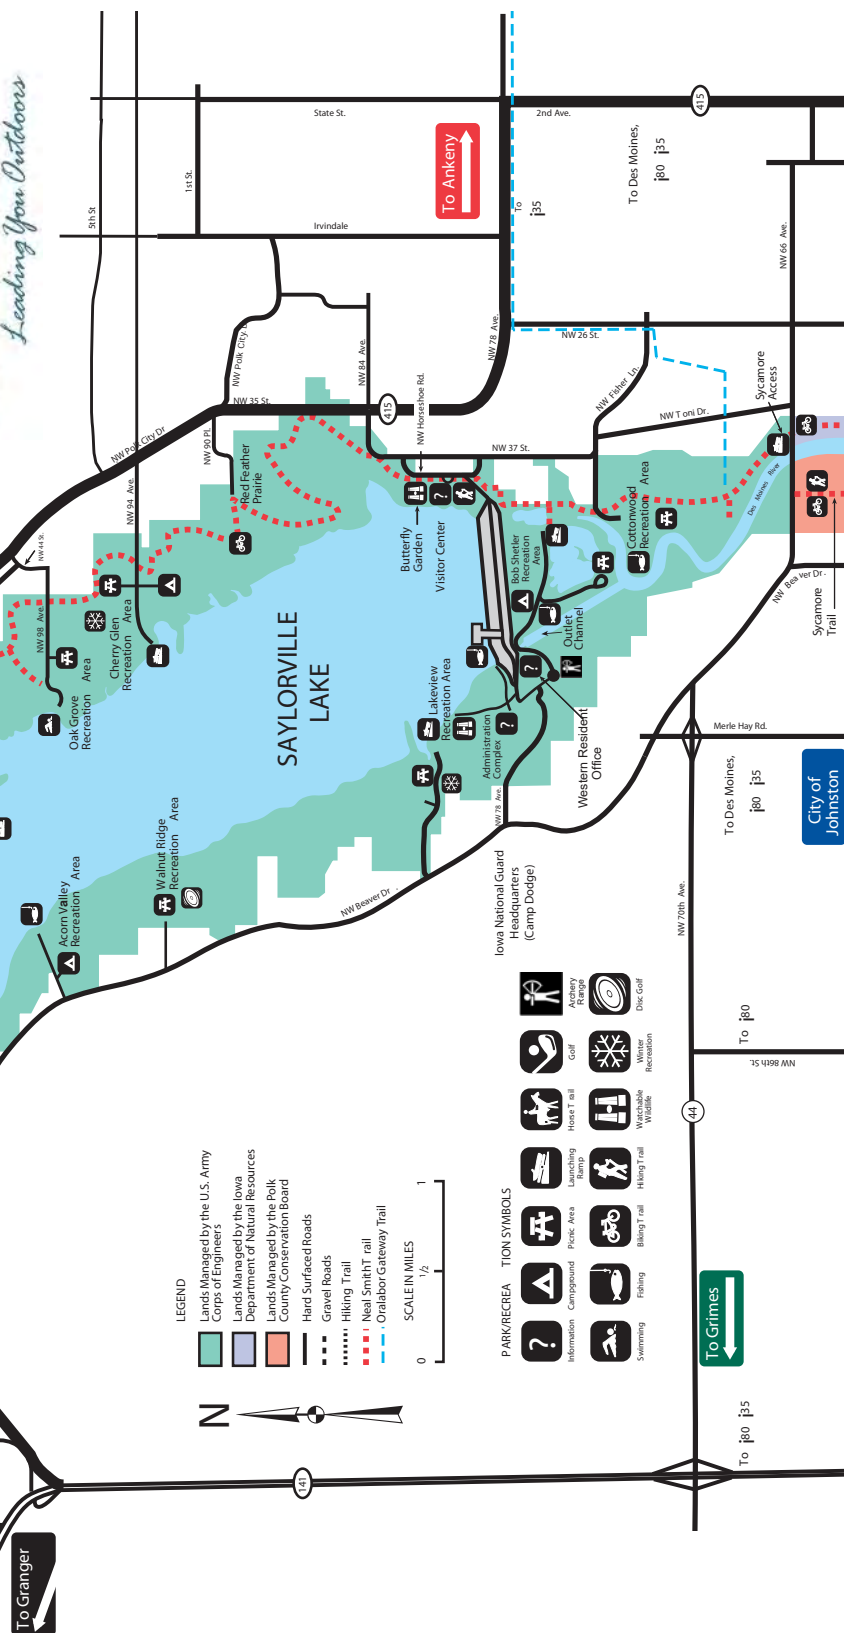 Leading You Outdoors
5th St
1st St.
State St.
2nd Ave.
415
To Ankeny
To Des Moines,
i80 i35
To
i35
Irvindale
NW 66 Ave.
NW 78 Ave.
NW 26 St.
NW Polk City D
NW 84 Ave.
NW Fisher Ln.
Sycamore
Access
NW Polk City Dr
NW 35 St.
415
NW Horseshoe Rd.
NW 37 St.
NW Toni Dr.
NW 90 Pl.
NW 94 Ave.
NW 44 St.
NW 98 Ave.
Red Feather
Prairie
Butterfly
Garden
Visitor Center
Bob Shetler
Recreation
Area
Cottonwood
Recreation Area
Des Moines River
NW Beaver Dr.
Sycamore
Trail
Cherry Glen
Recreation Area
Oak Grove
Recreation Area
SAYLORVILLE
LAKE
Outlet
Channel
Lakeview
Recreation Area
Administration
Complex
Western Resident
Office
Merle Hay Rd.
NW 78 Ave.
To Des Moines,
i80 i35
City of
Johnston
Walnut Ridge
Recreation Area
Acorn Valley
Recreation Area
NW Beaver Dr.
Iowa National Guard
Headquarters
(Camp Dodge)
NW 70th Ave.
To i80
NW 86th St.
44
LEGEND
Lands Managed by the U.S. Army
Corps of Engineers
Lands Managed by the Iowa
Department of Natural Resources
Lands Managed by the Polk
County Conservation Board
Hard Surfaced Roads
Gravel Roads
Hiking Trail
Neal Smith Trail
Oralabor Gateway Trail
SCALE IN MILES
0 1/2 1
PARK/RECREA TION SYMBOLS
Information
Campground
Picnic Area
Launching
Ramp
Horse Trail
Golf
Archery
Range
Swimming
Fishing
Biking Trail
Hiking Trail
Watchable
Wildlife
Winter
Recreation
Disc Golf
N
To Grimes
To i80 i35
141
To Granger